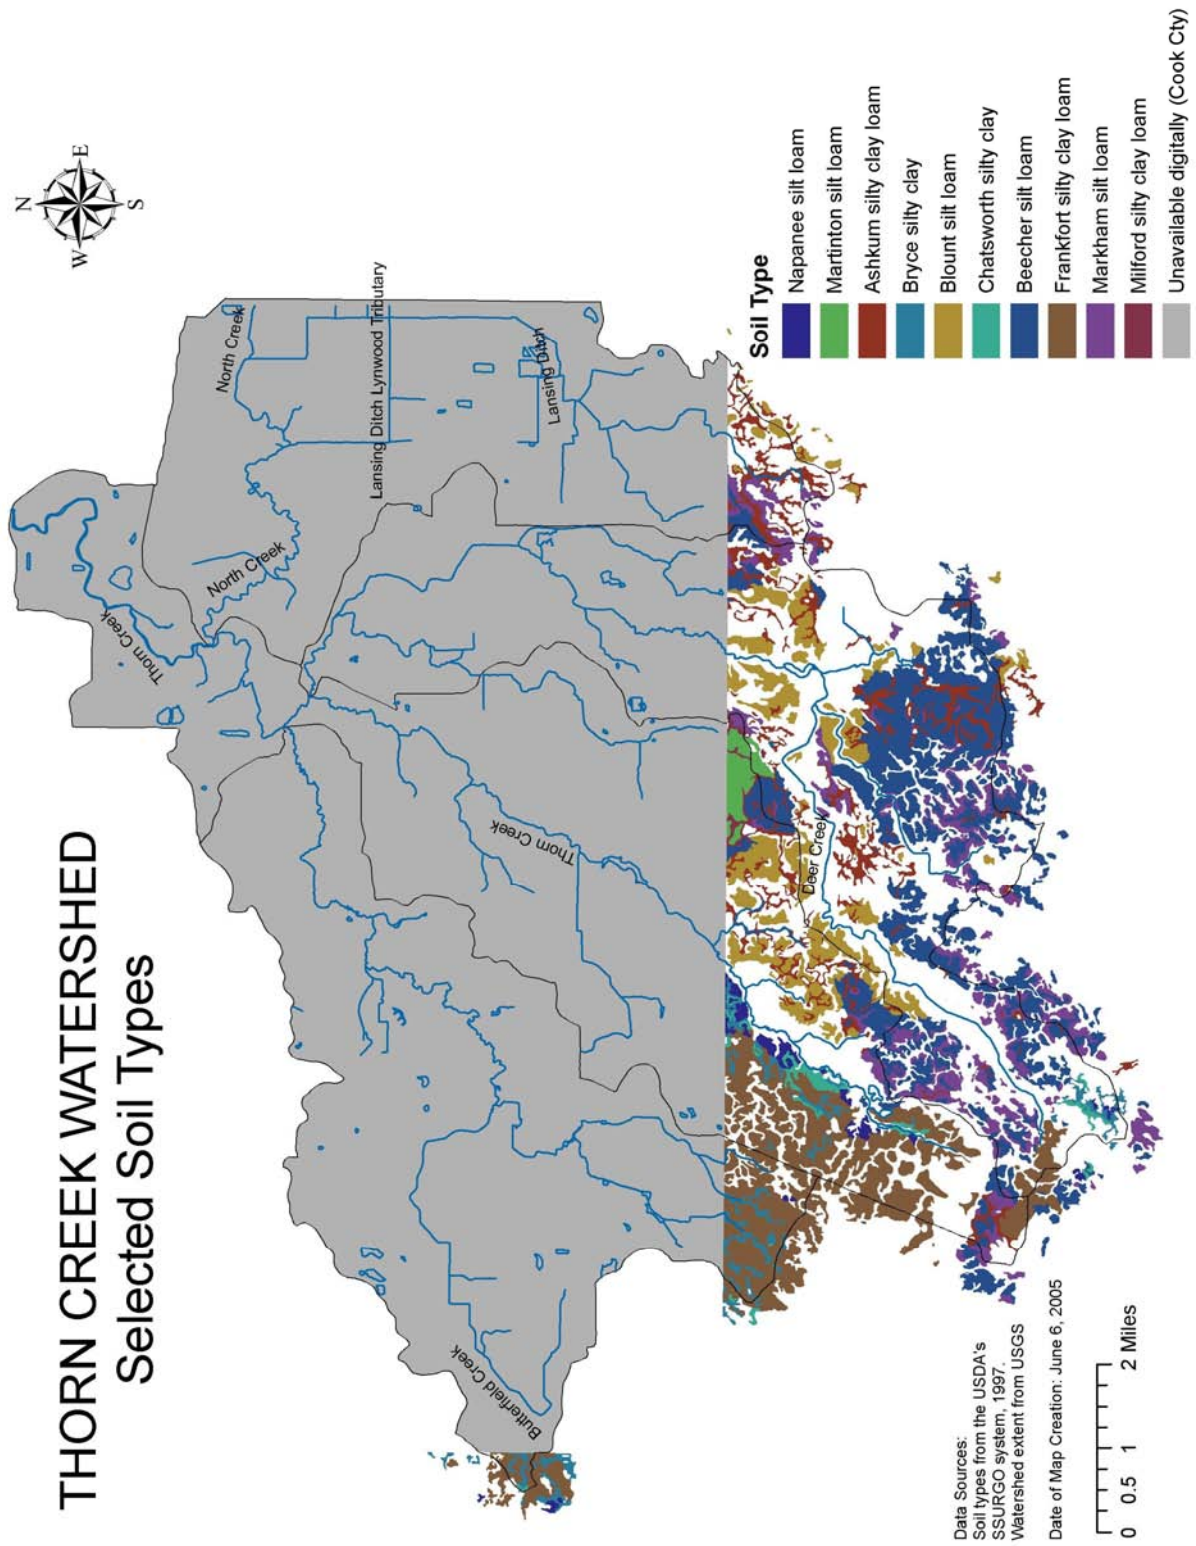 THORN CREEK WATERSHED
Selected Soil Types
N
W
E
S
Thorn Creek
North Creek
North Creek
Lansing Ditch Lynwood Tributary
Lansing Ditch
Thorn Creek
Butterfield Creek
Deer Creek
Soil Type
Napanee silt loam
Martinton silt loam
Ashkum silty clay loam
Bryce silty clay
Blount silt loam
Chatsworth silty clay
Beecher silt loam
Frankfort silty clay loam
Markham silt loam
Milford silty clay loam
Unavailable digitally (Cook Cty)
Data Sources:
Soil types from the USDA's
SSURGO system, 1997.
Watershed extent from USGS
Date of Map Creation: June 6, 2005
0 0.5 1 2 Miles